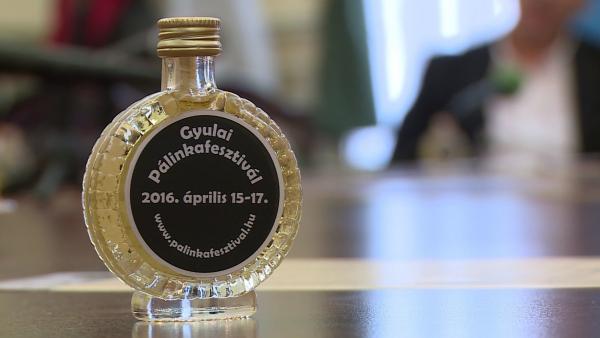 Gyulai
Pálinkafesztivál
2016. április 15-17.
www.palinkafesztival.hu